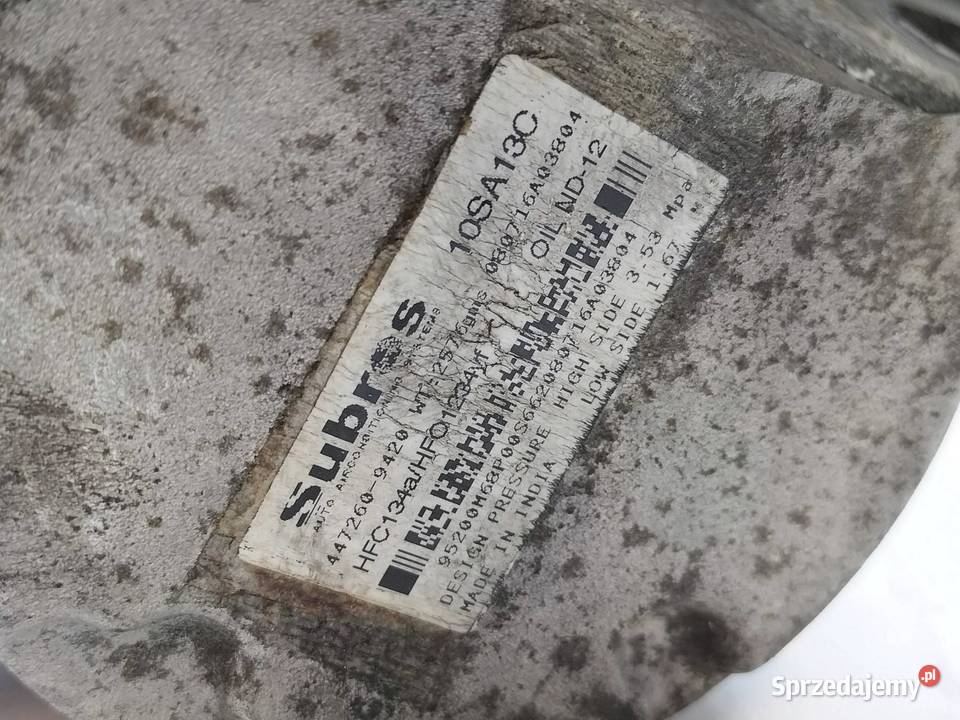 Subros 10SA13C
AUTO AIRCONDITIONING SYSTEMS
447260-9420 WT:2576gms 080716A03804
HFC134a/HFO1234yf OIL ND-12
95200M68P00S662080716A03804
DESIGN PRESSURE HIGH SIDE 3.53 Mpa
MADE IN INDIA LOW SIDE 1.67
Sprzedajemy.pl